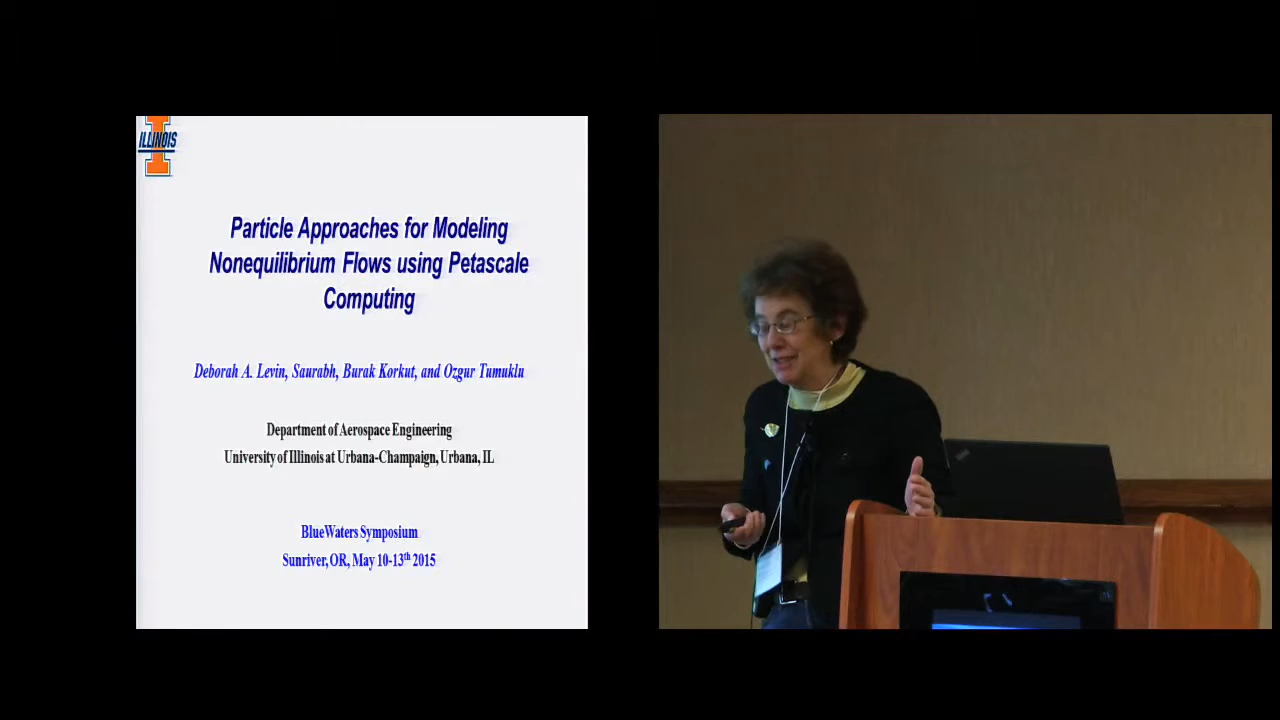 ILLINOIS
Particle Approaches for Modeling
Nonequilibrium Flows using Petascale
Computing
Deborah A. Levin, Saurabh, Burak Korkut, and Ozgur Tumuklu
Department of Aerospace Engineering
University of Illinois at Urbana-Champaign, Urbana, IL
BlueWaters Symposium
Sunriver, OR, May 10-13th 2015